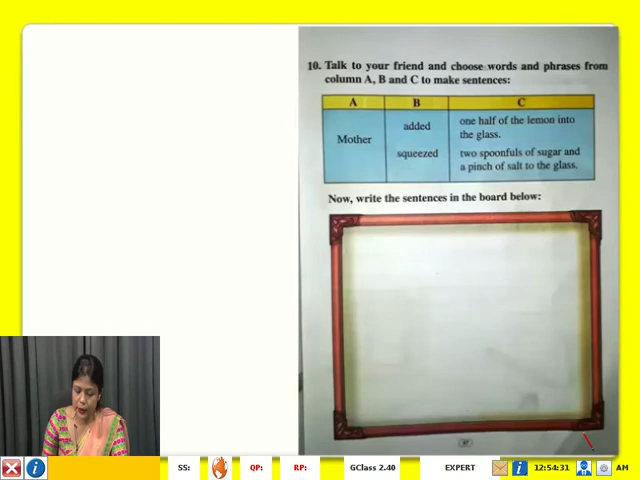 10. Talk to your friend and choose words and phrases from
column A, B and C to make sentences:
A B C
Mother
added
squeezed
one half of the lemon into
the glass.
two spoonfuls of sugar and
a pinch of salt to the glass.
Now, write the sentences in the board below:
SS: QP: RP: GClass 2.40 EXPERT 12:54:31 AM